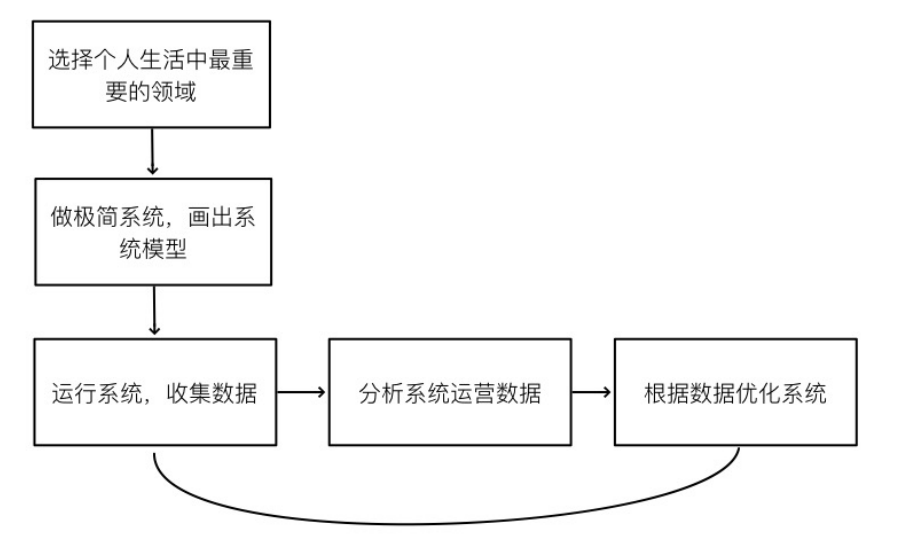 选择个人生活中最重
要的领域
做极简系统，画出系
统模型
运行系统，收集数据
分析系统运营数据
根据数据优化系统